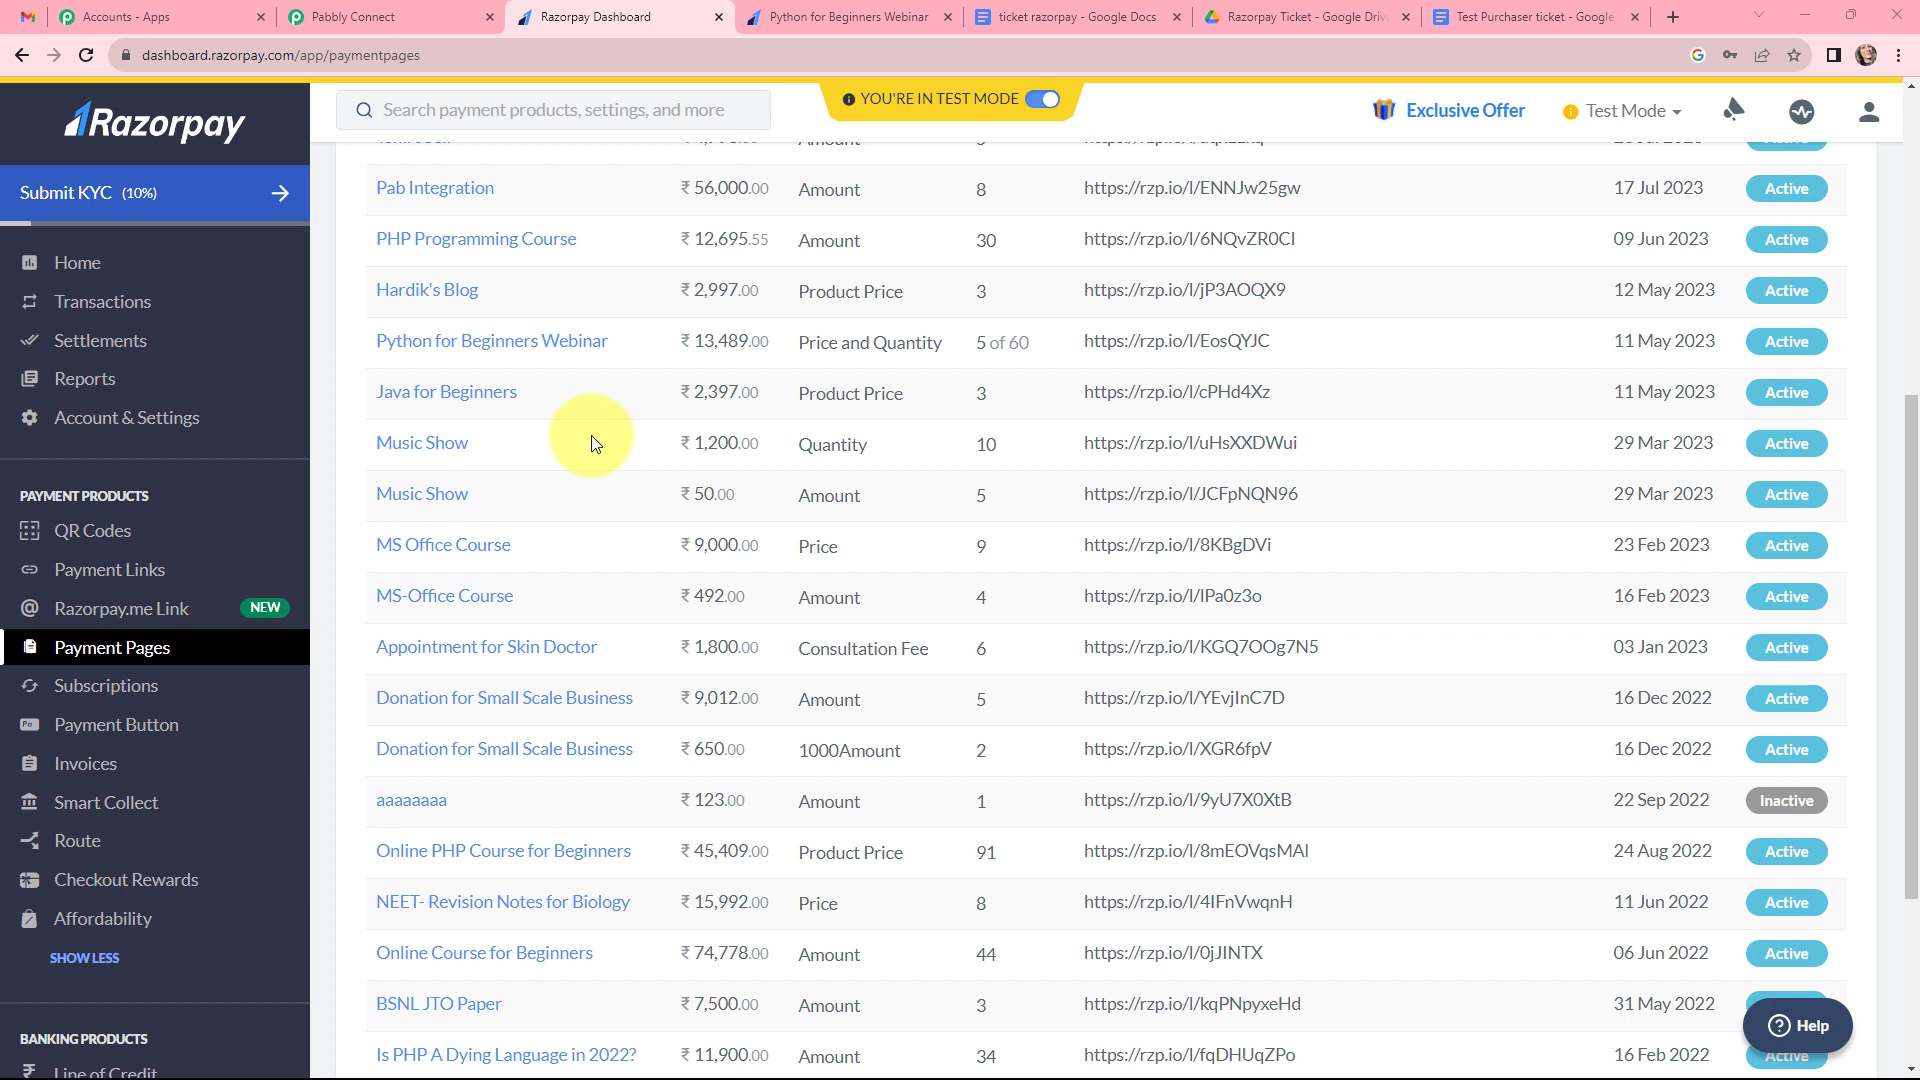 Accounts - Apps
Pabbly Connect
Razorpay Dashboard
Python for Beginners Webinar
ticket razorpay - Google Docs
Razorpay Ticket - Google Driv
Test Purchaser ticket - Google
dashboard.razorpay.com/app/paymentpages
Razorpay
Search payment products, settings, and more
YOU'RE IN TEST MODE
Exclusive Offer
Test Mode
Submit KYC (10%)
Home
Transactions
Settlements
Reports
Account & Settings
PAYMENT PRODUCTS
QR Codes
Payment Links
Razorpay.me Link NEW
Payment Pages
Subscriptions
Payment Button
Invoices
Smart Collect
Route
Checkout Rewards
Affordability
SHOW LESS
BANKING PRODUCTS
Line of Credit
Pab Integration ₹ 56,000.00 Amount 8 https://rzp.io/l/ENNJw25gw 17 Jul 2023 Active
PHP Programming Course ₹ 12,695.55 Amount 30 https://rzp.io/l/6NQvZR0CI 09 Jun 2023 Active
Hardik's Blog ₹ 2,997.00 Product Price 3 https://rzp.io/l/jP3AOQX9 12 May 2023 Active
Python for Beginners Webinar ₹ 13,489.00 Price and Quantity 5 of 60 https://rzp.io/l/EosQYJC 11 May 2023 Active
Java for Beginners ₹ 2,397.00 Product Price 3 https://rzp.io/l/cPHd4Xz 11 May 2023 Active
Music Show ₹ 1,200.00 Quantity 10 https://rzp.io/l/uHsXXDWui 29 Mar 2023 Active
Music Show ₹ 50.00 Amount 5 https://rzp.io/l/JCFpNQN96 29 Mar 2023 Active
MS Office Course ₹ 9,000.00 Price 9 https://rzp.io/l/8KBgDVi 23 Feb 2023 Active
MS-Office Course ₹ 492.00 Amount 4 https://rzp.io/l/IPa0z3o 16 Feb 2023 Active
Appointment for Skin Doctor ₹ 1,800.00 Consultation Fee 6 https://rzp.io/l/KGQ7OOg7N5 03 Jan 2023 Active
Donation for Small Scale Business ₹ 9,012.00 Amount 5 https://rzp.io/l/YEvjInC7D 16 Dec 2022 Active
Donation for Small Scale Business ₹ 650.00 1000Amount 2 https://rzp.io/l/XGR6fpV 16 Dec 2022 Active
aaaaaaaa ₹ 123.00 Amount 1 https://rzp.io/l/9yU7X0XtB 22 Sep 2022 Inactive
Online PHP Course for Beginners ₹ 45,409.00 Product Price 91 https://rzp.io/l/8mEOVqsMAI 24 Aug 2022 Active
NEET- Revision Notes for Biology ₹ 15,992.00 Price 8 https://rzp.io/l/4IFnVwqnH 11 Jun 2022 Active
Online Course for Beginners ₹ 74,778.00 Amount 44 https://rzp.io/l/0jJINTX 06 Jun 2022 Active
BSNL JTO Paper ₹ 7,500.00 Amount 3 https://rzp.io/l/kqPNpyxeHd 31 May 2022
Is PHP A Dying Language in 2022? ₹ 11,900.00 Amount 34 https://rzp.io/l/fqDHUqZPo 16 Feb 2022 Active
Help